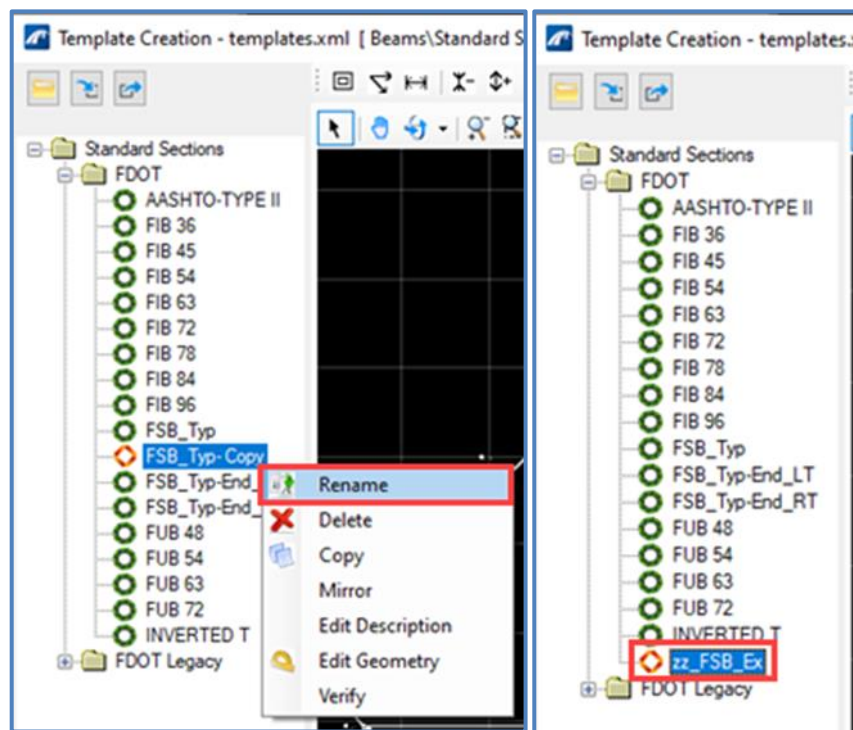 Template Creation - templates.xml [ Beams\Standard S
Standard Sections
FDOT
AASHTO-TYPE II
FIB 36
FIB 45
FIB 54
FIB 63
FIB 72
FIB 78
FIB 84
FIB 96
FSB_Typ
FSB_Typ-Copy
FSB_Typ-End_
FSB_Typ-End_
FUB 48
FUB 54
FUB 63
FUB 72
INVERTED T
FDOT Legacy
Rename
Delete
Copy
Mirror
Edit Description
Edit Geometry
Verify
Template Creation - templates.
Standard Sections
FDOT
AASHTO-TYPE II
FIB 36
FIB 45
FIB 54
FIB 63
FIB 72
FIB 78
FIB 84
FIB 96
FSB_Typ
FSB_Typ-End_LT
FSB_Typ-End_RT
FUB 48
FUB 54
FUB 63
FUB 72
INVERTED T
zz_FSB_Ex
FDOT Legacy